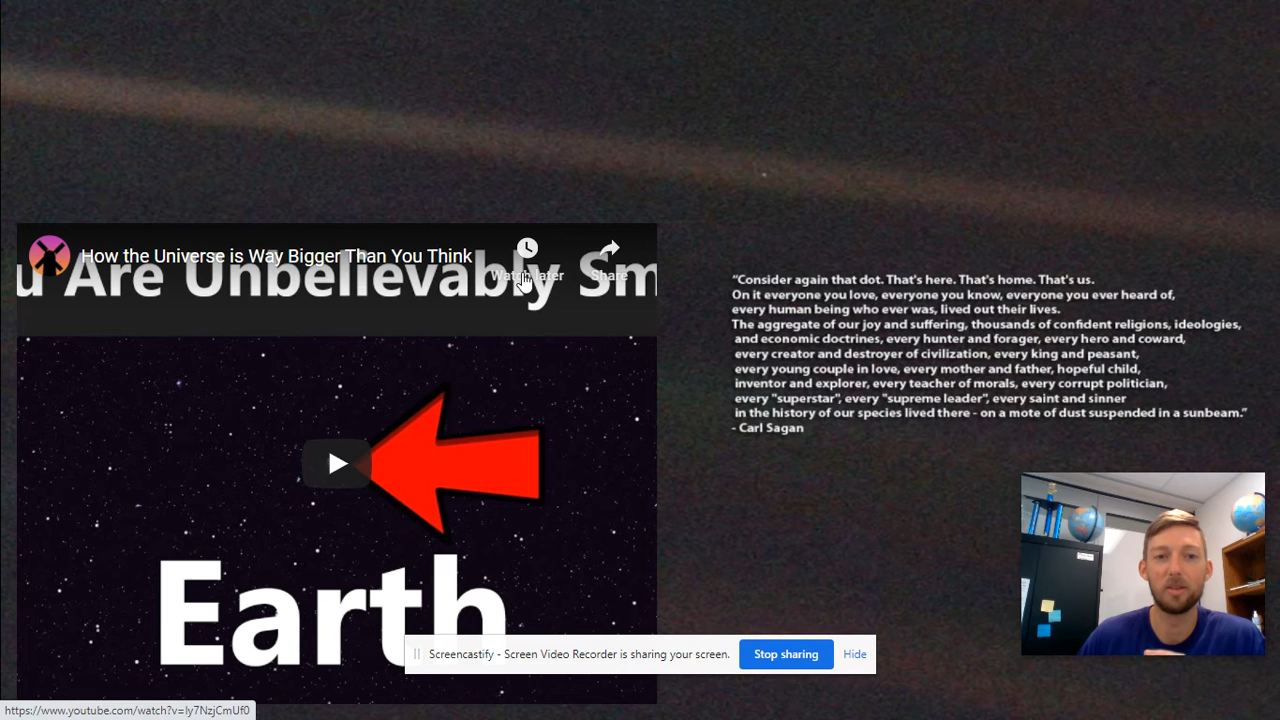 How the Universe is Way Bigger Than You Think
Watch later
Share
u Are Unbelievably Sm
“Consider again that dot. That's here. That's home. That's us.
On it everyone you love, everyone you know, everyone you ever heard of,
every human being who ever was, lived out their lives.
The aggregate of our joy and suffering, thousands of confident religions, ideologies,
and economic doctrines, every hunter and forager, every hero and coward,
every creator and destroyer of civilization, every king and peasant,
every young couple in love, every mother and father, hopeful child,
inventor and explorer, every teacher of morals, every corrupt politician,
every "superstar", every "supreme leader", every saint and sinner
in the history of our species lived there - on a mote of dust suspended in a sunbeam.”
- Carl Sagan
Earth
Screencastify - Screen Video Recorder is sharing your screen.
Stop sharing
Hide
https://www.youtube.com/watch?v=Iy7NzjCmUf0